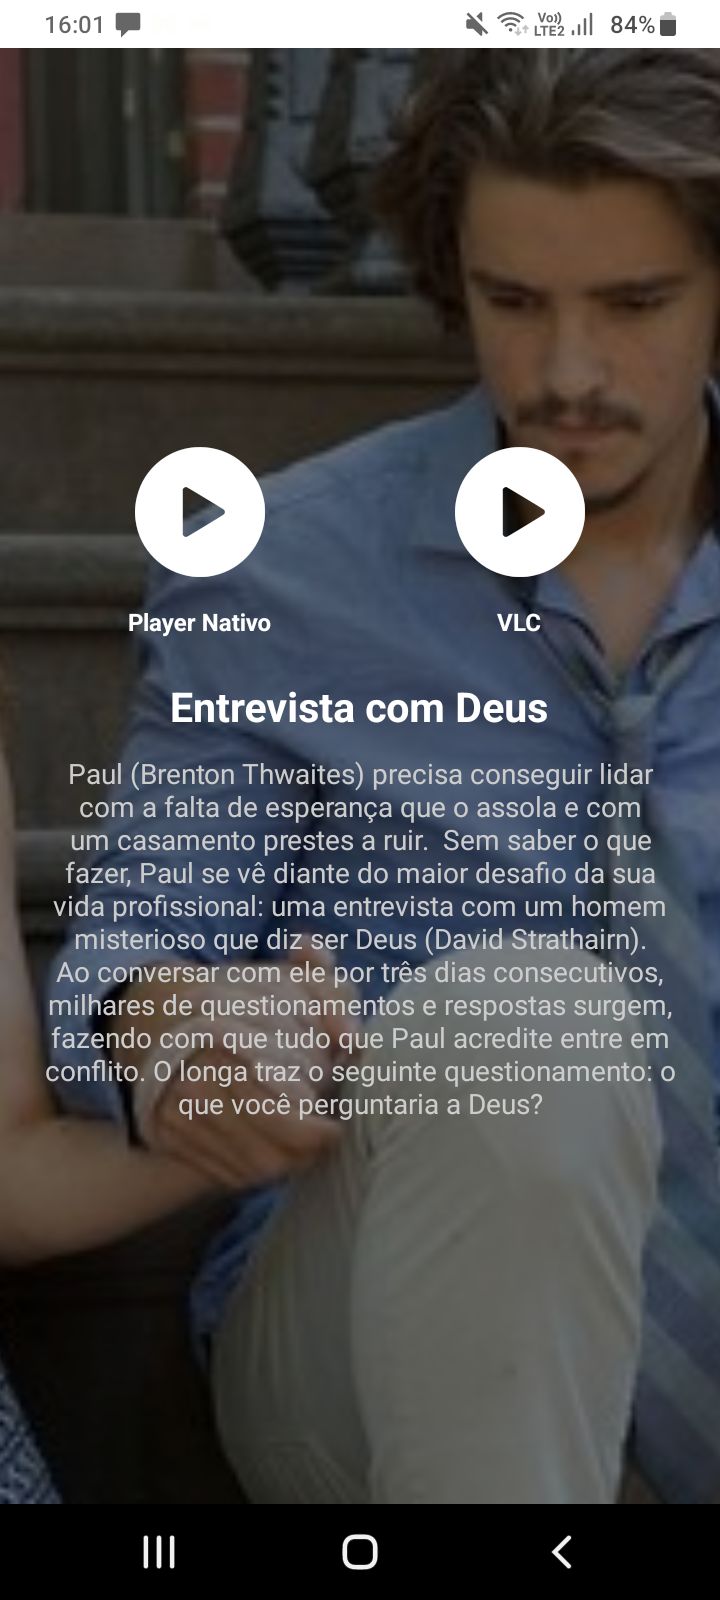 16:01
Vo))
LTE2
84%
Player Nativo
VLC
Entrevista com Deus
Paul (Brenton Thwaites) precisa conseguir lidar
com a falta de esperança que o assola e com
um casamento prestes a ruir.  Sem saber o que
fazer, Paul se vê diante do maior desafio da sua
vida profissional: uma entrevista com um homem
misterioso que diz ser Deus (David Strathairn).
Ao conversar com ele por três dias consecutivos,
milhares de questionamentos e respostas surgem,
fazendo com que tudo que Paul acredite entre em
conflito. O longa traz o seguinte questionamento: o
que você perguntaria a Deus?